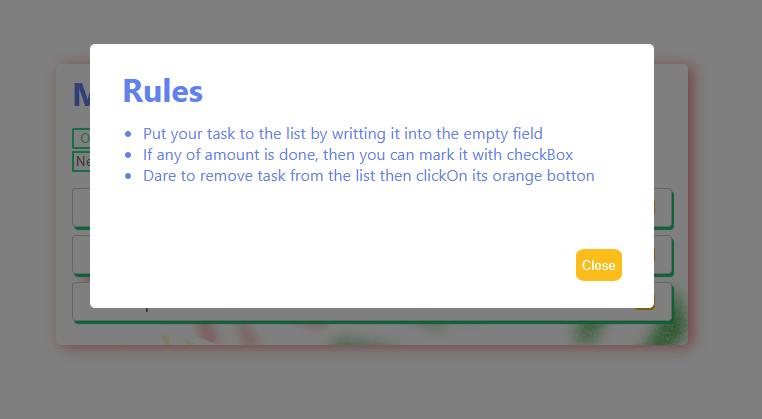 Rules
Put your task to the list by writting it into the empty field
If any of amount is done, then you can mark it with checkBox
Dare to remove task from the list then clickOn its orange botton
Close